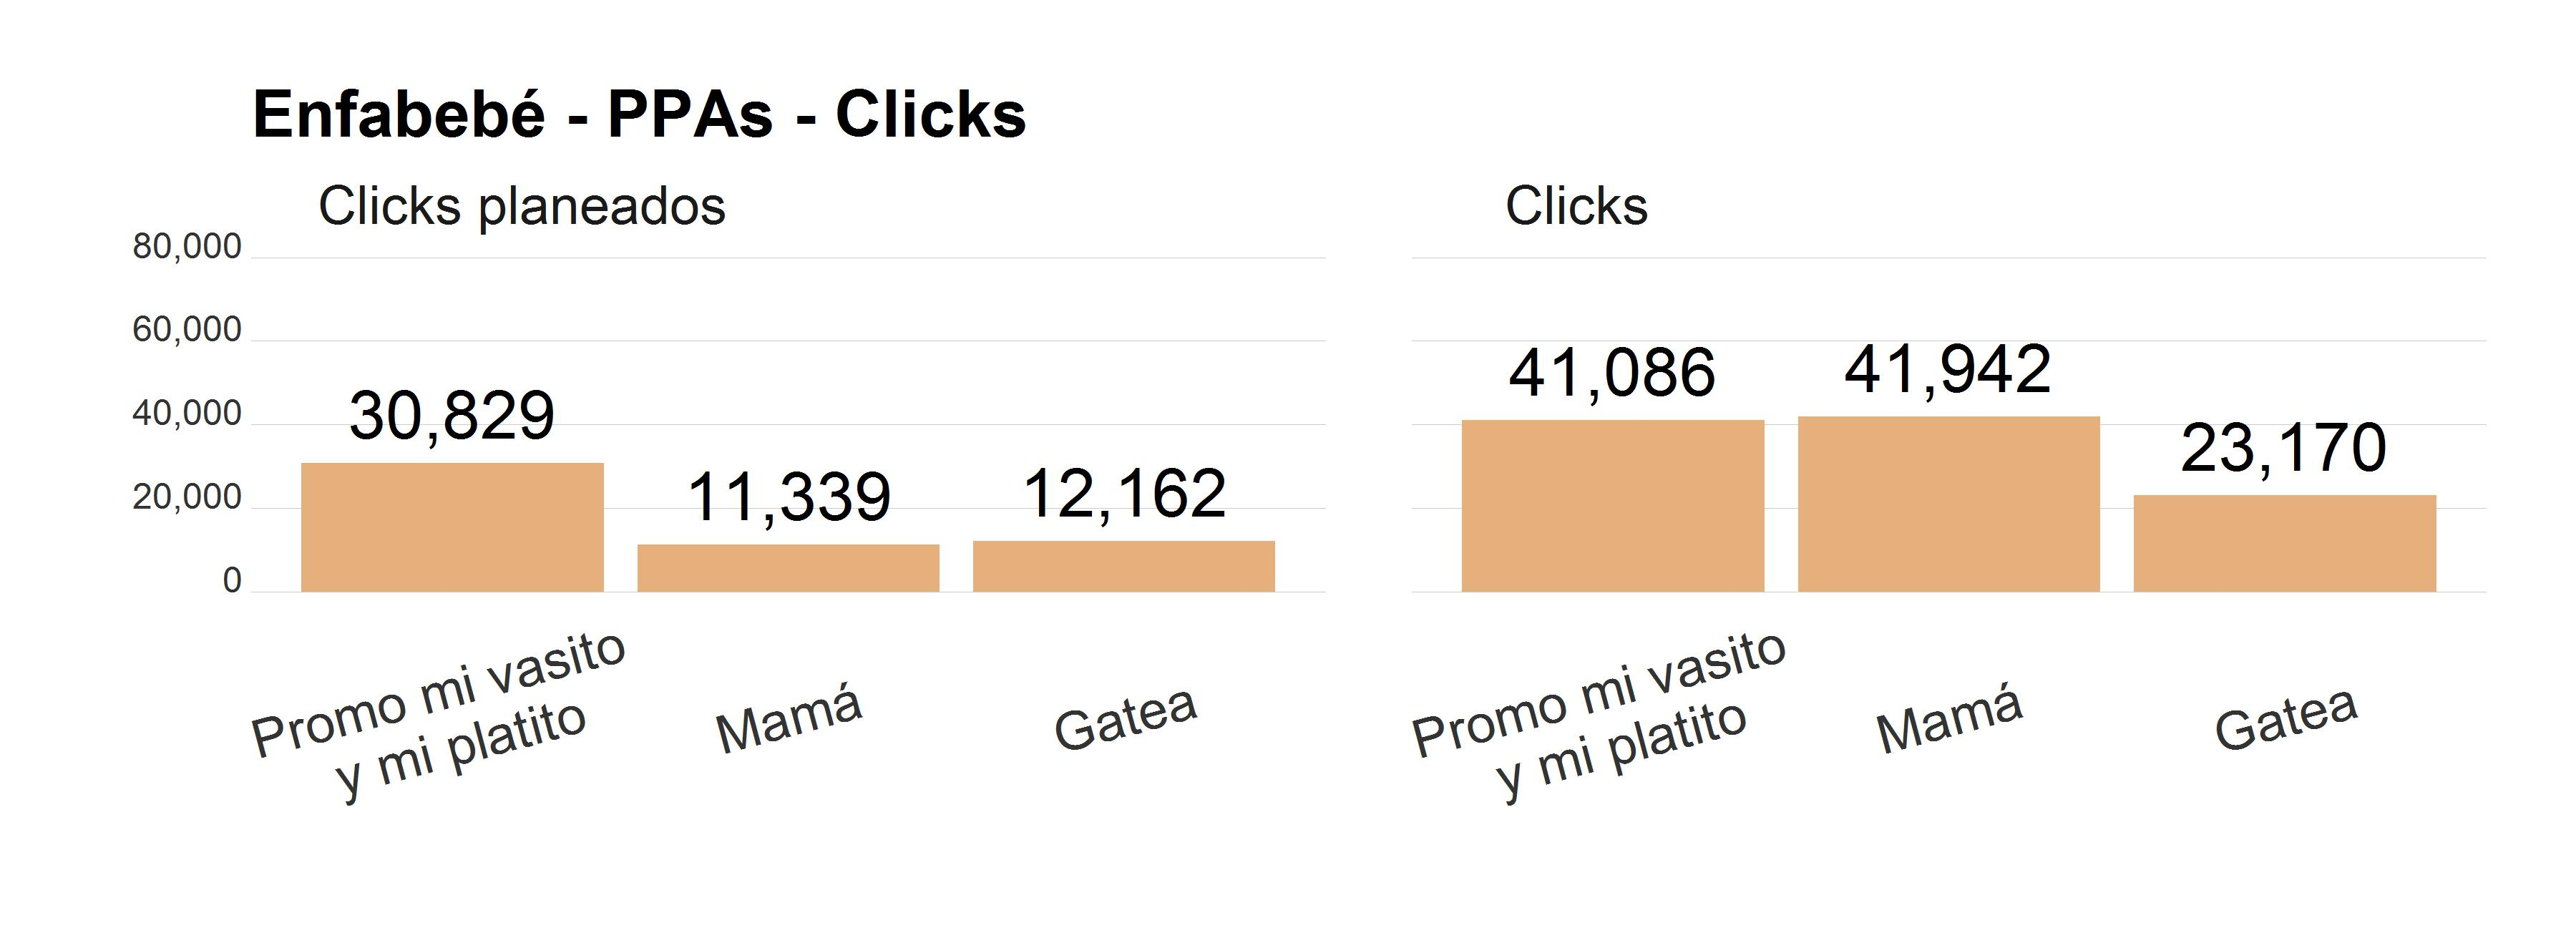 Enfabebé - PPAs - Clicks
Clicks planeados
80,000
60,000
40,000
20,000
0
30,829
11,339
12,162
Promo mi vasito
y mi platito
Mamá
Gatea
Clicks
41,086
41,942
23,170
Promo mi vasito
y mi platito
Mamá
Gatea